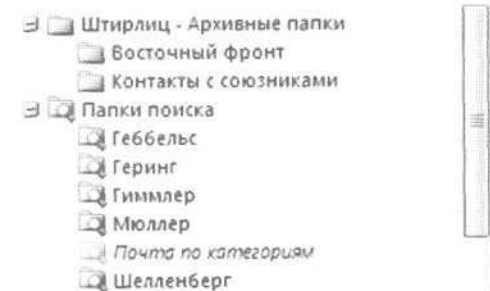 Штирлиц - Архивные папки
Восточный фронт
Контакты с союзниками
Папки поиска
Геббельс
Геринг
Гиммлер
Мюллер
Почта по категориям
Шелленберг